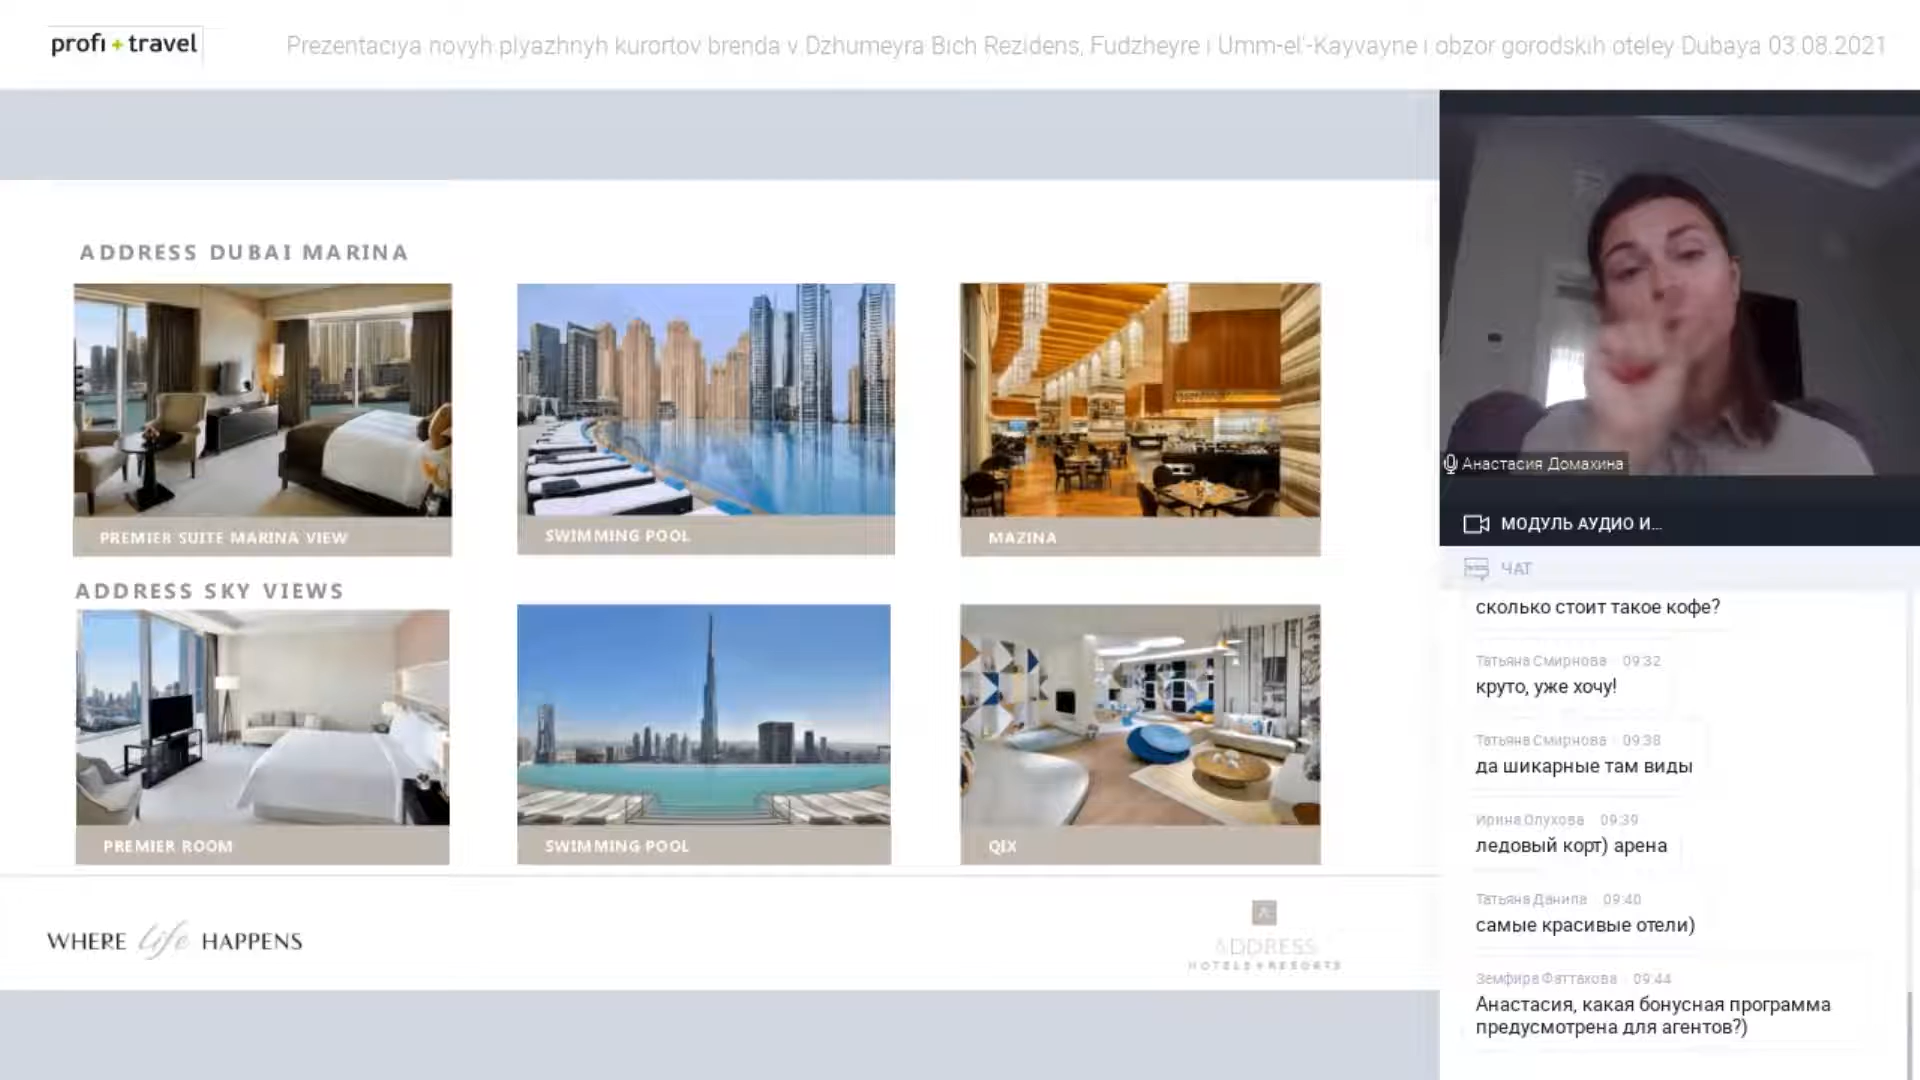 profi + travel
Prezentaciya novyh plyazhnyh kurortov brenda v Dzhumeyra Bich Rezidens, Fudzheyre i Umm-el'-Kayvayne i obzor gorodskih oteley Dubaya 03.08.2021
ADDRESS DUBAI MARINA
PREMIER SUITE MARINA VIEW
SWIMMING POOL
MAZINA
ADDRESS SKY VIEWS
PREMIER ROOM
SWIMMING POOL
QIX
WHERE life HAPPENS
ADDRESS
HOTELS + RESORTS
Анастасия Домахина
МОДУЛЬ АУДИО И...
ЧАТ
сколько стоит такое кофе?
Татьяна Смирнова 09:32
круто, уже хочу!
Татьяна Смирнова 09:38
да шикарные там виды
Ирина Олухова 09:39
ледовый корт) арена
Татьяна Данила 09:40
самые красивые отели)
Земфира Фаттахова 09:44
Анастасия, какая бонусная программа
предусмотрена для агентов?)